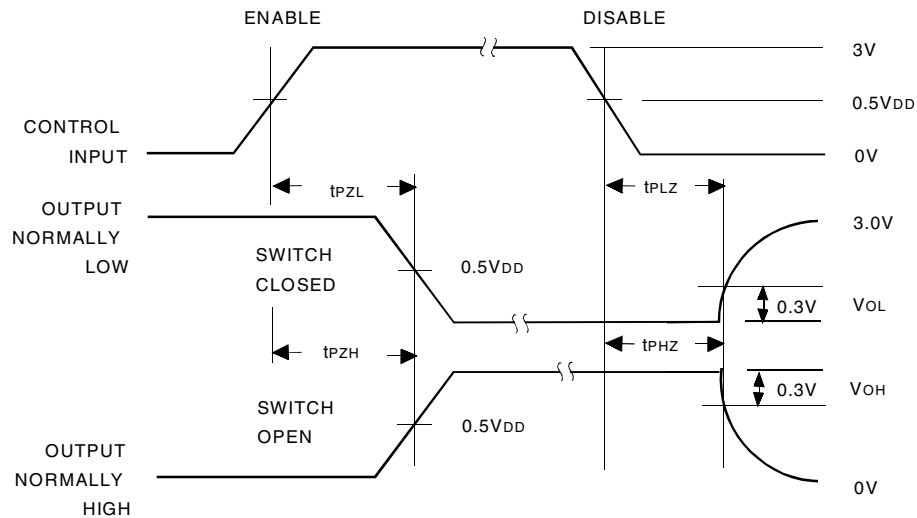 ENABLE
DISABLE
3V
0.5VDD
CONTROL
INPUT
0V
tPZL
tPLZ
OUTPUT
NORMALLY
LOW
3.0V
SWITCH
CLOSED
0.5VDD
0.3V
VOL
tPZH
tPHZ
SWITCH
OPEN
0.5VDD
0.3V
VOH
OUTPUT
NORMALLY
HIGH
0V